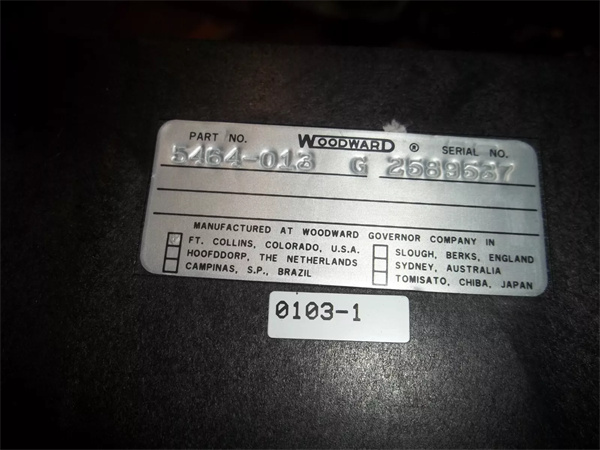 PART NO. WOODWARD ® SERIAL NO.
5464-013 G 2589537
MANUFACTURED AT WOODWARD GOVERNOR COMPANY IN
FT. COLLINS, COLORADO, U.S.A.
HOOFDDORP, THE NETHERLANDS
CAMPINAS, S.P., BRAZIL
SLOUGH, BERKS, ENGLAND
SYDNEY, AUSTRALIA
TOMISATO, CHIBA, JAPAN
0103-1